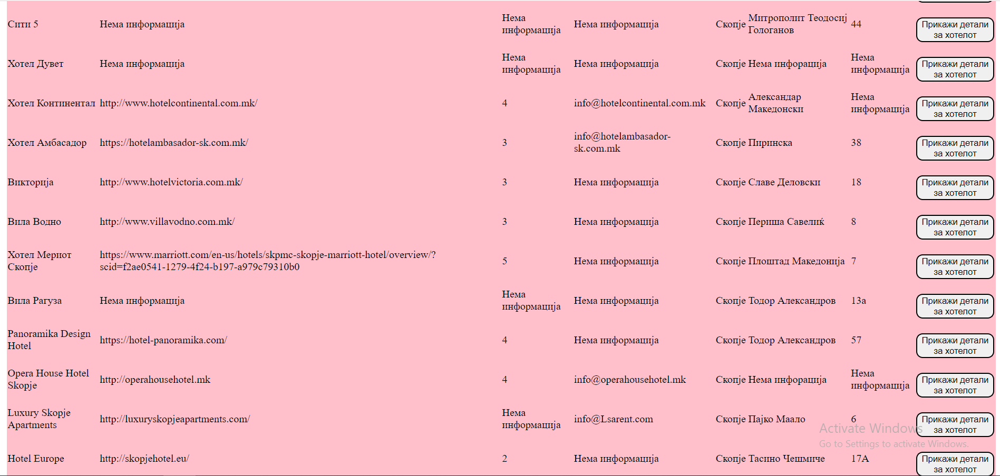 Сити 5 Нема информација Нема информација Нема информација Скопје Митрополит Теодосиј Гологанов 44 Прикажи детали за хотелот
Хотел Дувет Нема информација Нема информација Нема информација Скопје Нема инфорација Нема информација Прикажи детали за хотелот
Хотел Континентал http://www.hotelcontinental.com.mk/ 4 info@hotelcontinental.com.mk Скопје Александар Македонски Нема информација Прикажи детали за хотелот
Хотел Амбасадор https://hotelambasador-sk.com.mk/ 3 info@hotelambasador-sk.com.mk Скопје Пиринска 38 Прикажи детали за хотелот
Викторија http://www.hotelvictoria.com.mk/ 3 Нема информација Скопје Славе Деловски 18 Прикажи детали за хотелот
Вила Водно http://www.villavodno.com.mk/ 3 Нема информација Скопје Периша Савелиќ 8 Прикажи детали за хотелот
Хотел Мериот Скопје https://www.marriott.com/en-us/hotels/skpmc-skopje-marriott-hotel/overview/?scid=f2ae0541-1279-4f24-b197-a979c79310b0 5 Нема информација Скопје Плоштад Македонија 7 Прикажи детали за хотелот
Вила Рагуза Нема информација Нема информација Нема информација Скопје Тодор Александров 13а Прикажи детали за хотелот
Panoramika Design Hotel https://hotel-panoramika.com/ 4 Нема информација Скопје Тодор Александров 57 Прикажи детали за хотелот
Opera House Hotel Skopje http://operahousehotel.mk 4 info@operahousehotel.mk Скопје Нема инфорација Нема информација Прикажи детали за хотелот
Luxury Skopje Apartments http://luxuryskopjeapartments.com/ Нема информација info@Lsarent.com Скопје Пајко Маало 6 Прикажи детали за хотелот
Activate Windows
Go to Settings to activate Windows.
Hotel Europe http://skopjehotel.eu/ 2 Нема информација Скопје Тасино Чешмиче 17А Прикажи детали за хотелот